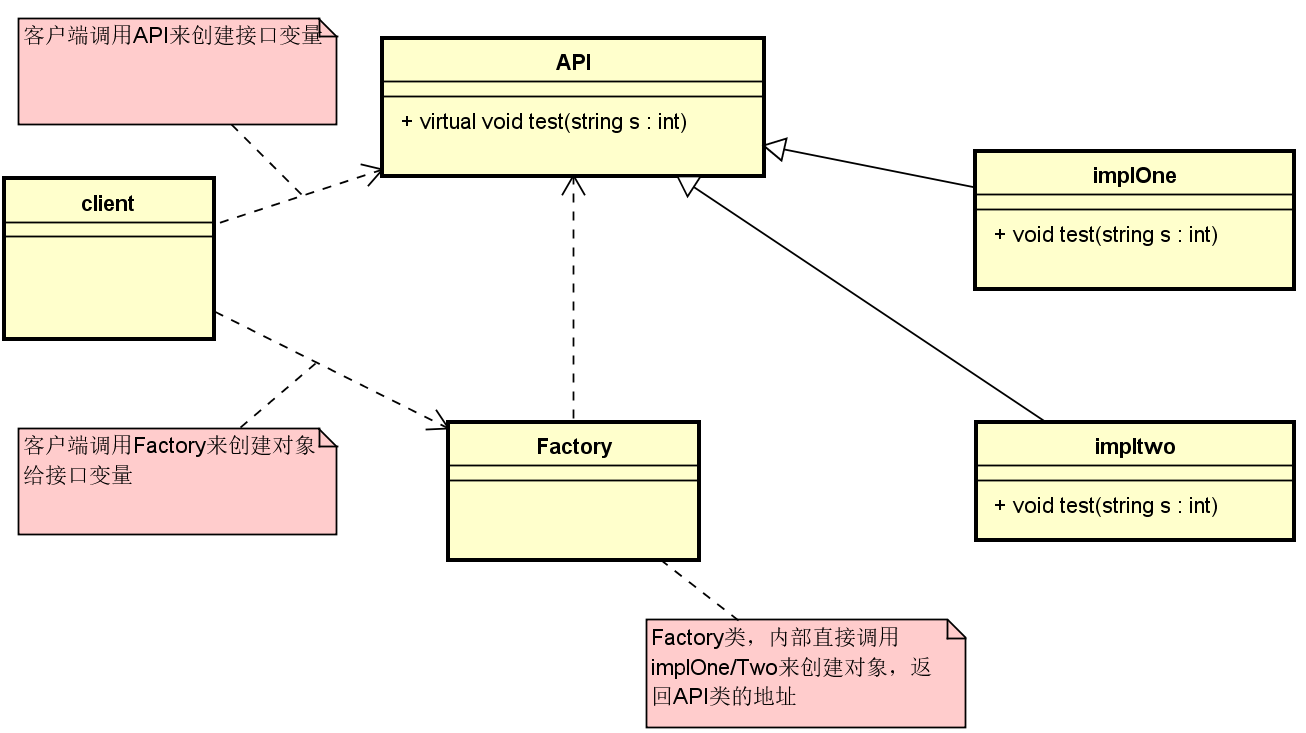 客户端调用API来创建接口变量
API
+ virtual void test(string s : int)
implOne
+ void test(string s : int)
client
客户端调用Factory来创建对象
给接口变量
Factory
impltwo
+ void test(string s : int)
Factory类，内部直接调用
implOne/Two来创建对象，返
回API类的地址